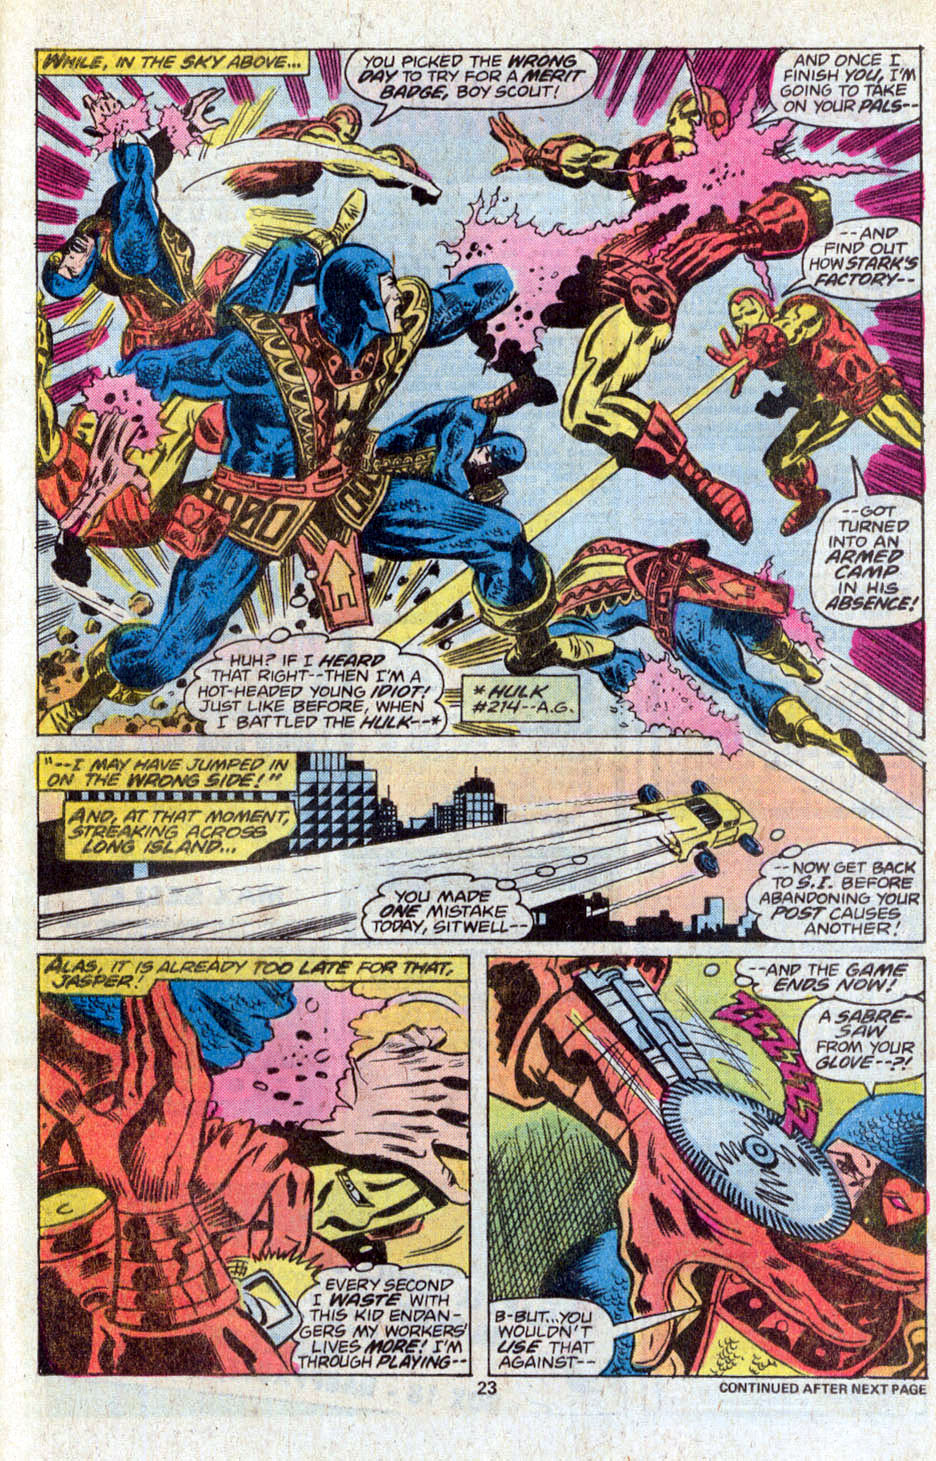 WHILE, IN THE SKY ABOVE...
YOU PICKED THE WRONG
DAY TO TRY FOR A MERIT
BADGE, BOY SCOUT!
AND ONCE I
FINISH YOU, I'M
GOING TO TAKE
ON YOUR PALS--
--AND
FIND OUT
HOW STARK'S
FACTORY--
--GOT
TURNED
INTO AN
ARMED
CAMP
IN HIS
ABSENCE!
HUH? IF I HEARD
THAT RIGHT--THEN I'M A
HOT-HEADED YOUNG IDIOT!
JUST LIKE BEFORE, WHEN
I BATTLED THE HULK--*
*HULK
#214--A.G.
"--I MAY HAVE JUMPED IN
ON THE WRONG SIDE!"
AND, AT THAT MOMENT,
STREAKING ACROSS
LONG ISLAND...
YOU MADE
ONE MISTAKE
TODAY, SITWELL--
--NOW GET BACK
TO S.I. BEFORE
ABANDONING YOUR
POST CAUSES
ANOTHER!
ALAS, IT IS ALREADY TOO LATE FOR THAT,
JASPER!
EVERY SECOND
I WASTE WITH
THIS KID ENDAN-
GERS MY WORKERS'
LIVES MORE! I'M
THROUGH PLAYING--
--AND THE GAME
ENDS NOW!
A SABRE-
SAW
FROM YOUR
GLOVE--?!
B-BUT...YOU
WOULDN'T
USE THAT
AGAINST--
23
CONTINUED AFTER NEXT PAGE